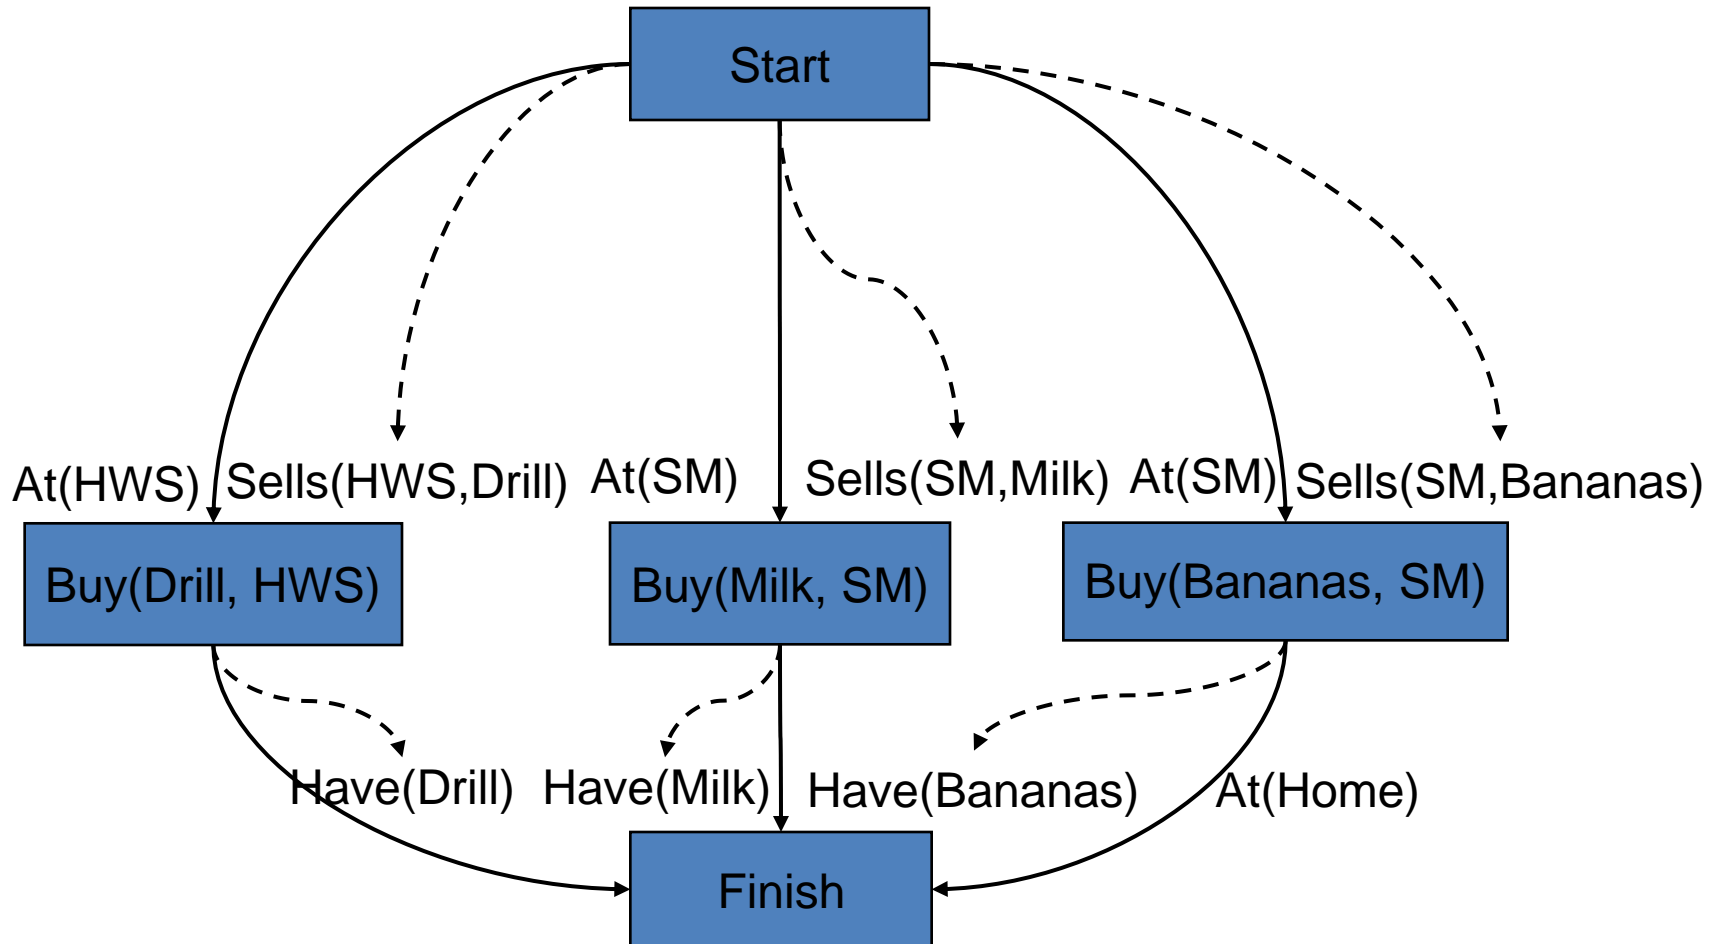 Start
At(HWS)
Sells(HWS,Drill)
At(SM)
Sells(SM,Milk)
At(SM)
Sells(SM,Bananas)
Buy(Drill, HWS)
Buy(Milk, SM)
Buy(Bananas, SM)
Have(Drill)
Have(Milk)
Have(Bananas)
At(Home)
Finish